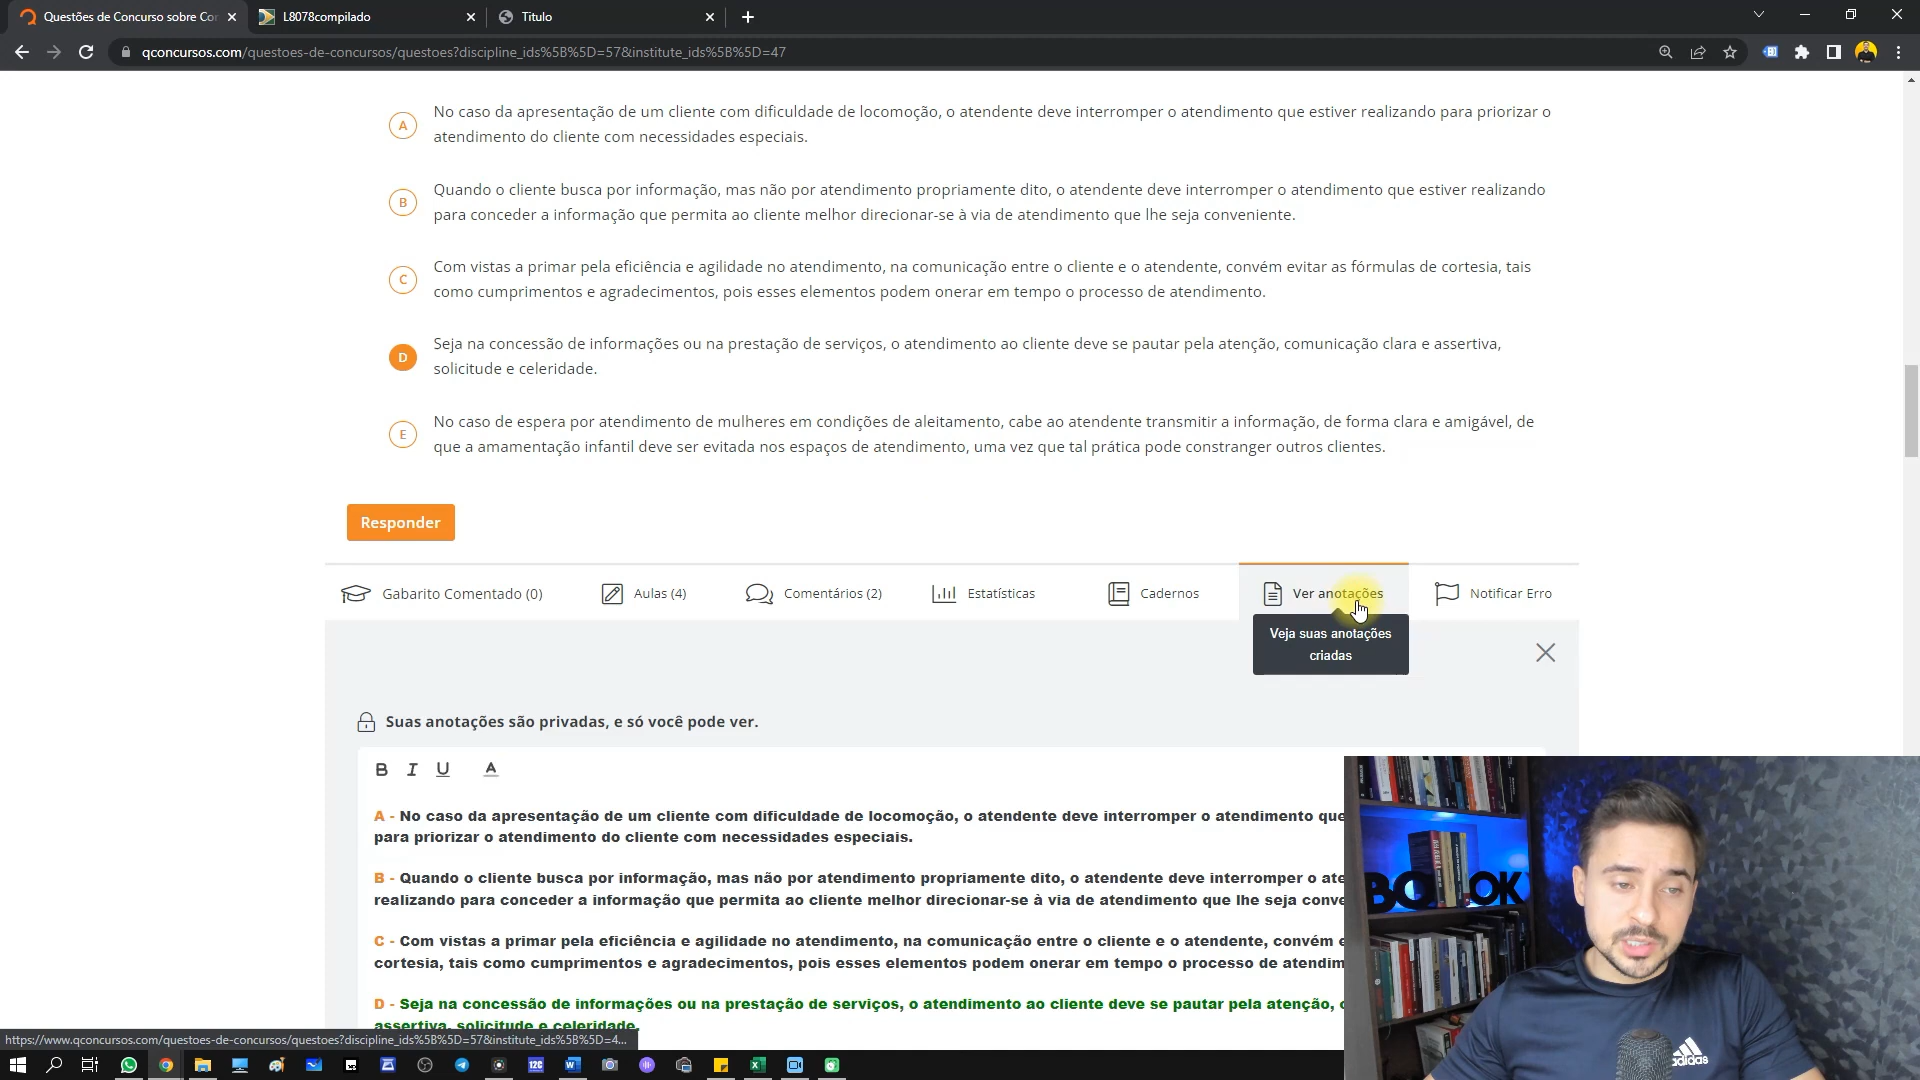 Questões de Concurso sobre Co
L8078compilado
Titulo
qconcursos.com/questoes-de-concursos/questoes?discipline_ids%5B%5D=57&institute_ids%5B%5D=47
A
No caso da apresentação de um cliente com dificuldade de locomoção, o atendente deve interromper o atendimento que estiver realizando para priorizar o
atendimento do cliente com necessidades especiais.
B
Quando o cliente busca por informação, mas não por atendimento propriamente dito, o atendente deve interromper o atendimento que estiver realizando
para conceder a informação que permita ao cliente melhor direcionar-se à via de atendimento que lhe seja conveniente.
C
Com vistas a primar pela eficiência e agilidade no atendimento, na comunicação entre o cliente e o atendente, convém evitar as fórmulas de cortesia, tais
como cumprimentos e agradecimentos, pois esses elementos podem onerar em tempo o processo de atendimento.
D
Seja na concessão de informações ou na prestação de serviços, o atendimento ao cliente deve se pautar pela atenção, comunicação clara e assertiva,
solicitude e celeridade.
E
No caso de espera por atendimento de mulheres em condições de aleitamento, cabe ao atendente transmitir a informação, de forma clara e amigável, de
que a amamentação infantil deve ser evitada nos espaços de atendimento, uma vez que tal prática pode constranger outros clientes.
Responder
Gabarito Comentado (0)
Aulas (4)
Comentários (2)
Estatísticas
Cadernos
Ver anotações
Notificar Erro
Veja suas anotações
criadas
Suas anotações são privadas, e só você pode ver.
B I U A
A - No caso da apresentação de um cliente com dificuldade de locomoção, o atendente deve interromper o atendimento que
para priorizar o atendimento do cliente com necessidades especiais.
B - Quando o cliente busca por informação, mas não por atendimento propriamente dito, o atendente deve interromper o ate
realizando para conceder a informação que permita ao cliente melhor direcionar-se à via de atendimento que lhe seja conve
C - Com vistas a primar pela eficiência e agilidade no atendimento, na comunicação entre o cliente e o atendente, convém e
cortesia, tais como cumprimentos e agradecimentos, pois esses elementos podem onerar em tempo o processo de atendim
D - Seja na concessão de informações ou na prestação de serviços, o atendimento ao cliente deve se pautar pela atenção, c
assertiva, solicitude e celeridade.
https://www.qconcursos.com/questoes-de-concursos/questoes?discipline_ids%5B%5D=57&institute_ids%5B%5D=4...
12C
BOOK
adidas